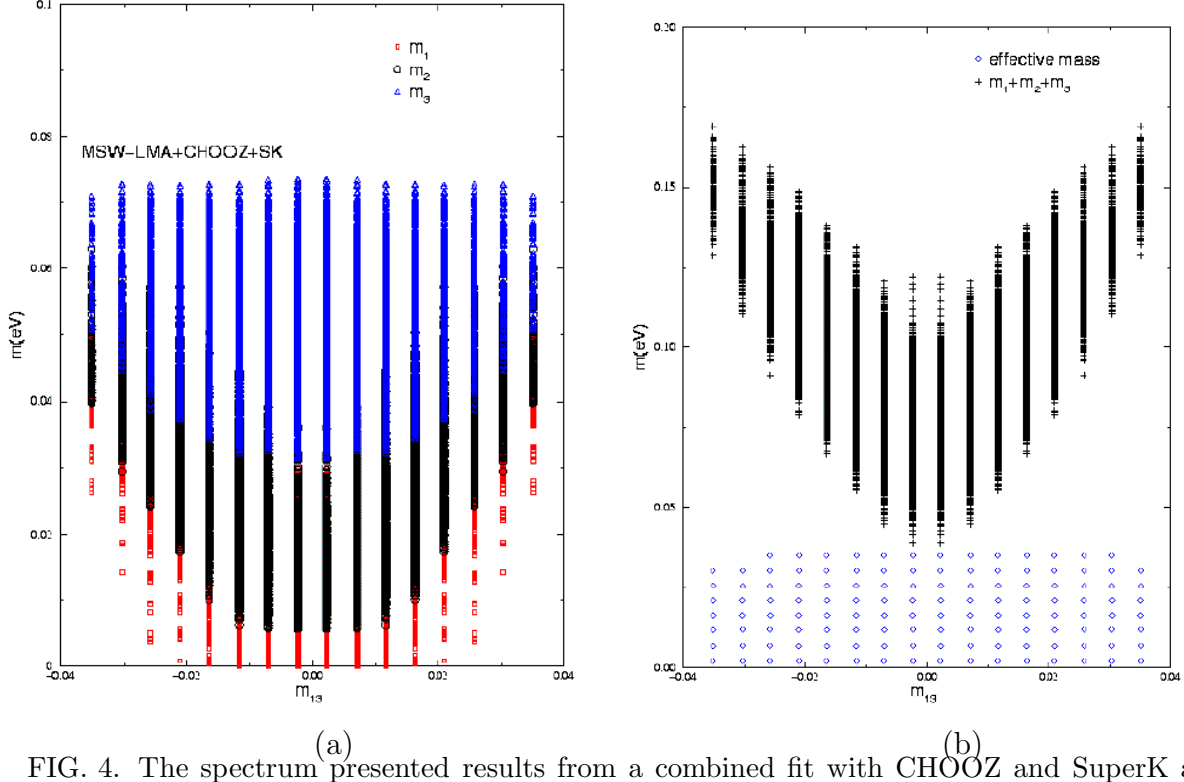 0.1
0.08
0.06
0.04
0.02
0
m(eV)
m₁
m₂
m₃
MSW–LMA+CHOOZ+SK
−0.04 −0.02 0.00 0.02 0.04
m₁₃
(a)
0.20
0.15
0.10
0.05
0.00
m(eV)
effective mass
m₁+m₂+m₃
−0.04 −0.02 0.00 0.02 0.04
m₁₃
(b)
FIG. 4. The spectrum presented results from a combined fit with CHOOZ and SuperK a